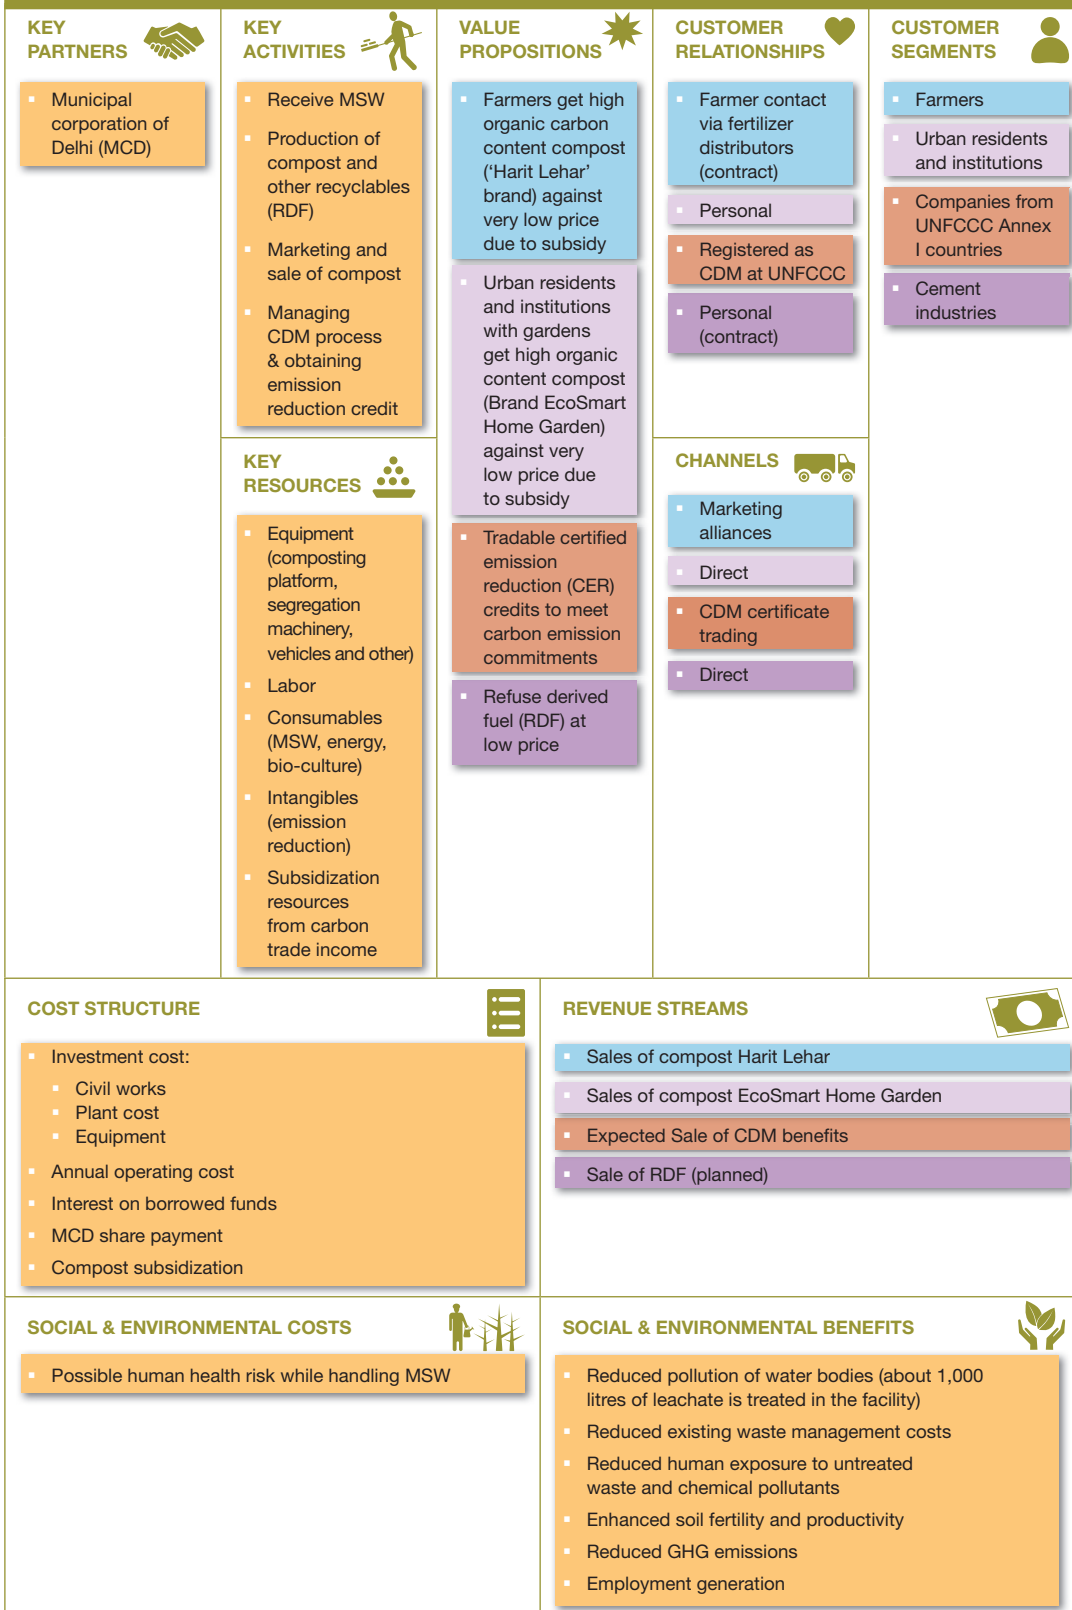 KEY
PARTNERS
Municipal
corporation of
Delhi (MCD)
KEY
ACTIVITIES
Receive MSW
Production of
compost and
other recyclables
(RDF)
Marketing and
sale of compost
Managing
CDM process
& obtaining
emission
reduction credit
KEY
RESOURCES
Equipment
(composting
platform,
segregation
machinery,
vehicles and other)
Labor
Consumables
(MSW, energy,
bio-culture)
Intangibles
(emission
reduction)
Subsidization
resources
from carbon
trade income
VALUE
PROPOSITIONS
Farmers get high
organic carbon
content compost
(‘Harit Lehar’
brand) against
very low price
due to subsidy
Urban residents
and institutions
with gardens
get high organic
content compost
(Brand EcoSmart
Home Garden)
against very
low price due
to subsidy
Tradable certified
emission
reduction (CER)
credits to meet
carbon emission
commitments
Refuse derived
fuel (RDF) at
low price
CUSTOMER
RELATIONSHIPS
Farmer contact
via fertilizer
distributors
(contract)
Personal
Registered as
CDM at UNFCCC
Personal
(contract)
CHANNELS
Marketing
alliances
Direct
CDM certificate
trading
Direct
CUSTOMER
SEGMENTS
Farmers
Urban residents
and institutions
Companies from
UNFCCC Annex
I countries
Cement
industries
COST STRUCTURE
Investment cost:
Civil works
Plant cost
Equipment
Annual operating cost
Interest on borrowed funds
MCD share payment
Compost subsidization
REVENUE STREAMS
Sales of compost Harit Lehar
Sales of compost EcoSmart Home Garden
Expected Sale of CDM benefits
Sale of RDF (planned)
SOCIAL & ENVIRONMENTAL COSTS
Possible human health risk while handling MSW
SOCIAL & ENVIRONMENTAL BENEFITS
Reduced pollution of water bodies (about 1,000
litres of leachate is treated in the facility)
Reduced existing waste management costs
Reduced human exposure to untreated
waste and chemical pollutants
Enhanced soil fertility and productivity
Reduced GHG emissions
Employment generation